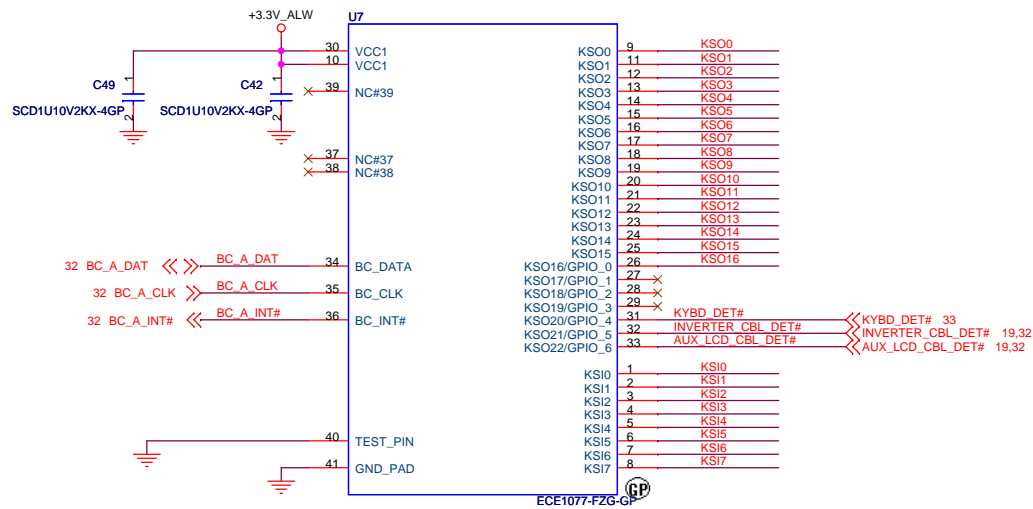 +3.3V_ALW
U7
30 VCC1
10 VCC1
C49
1
2
SCD1U10V2KX-4GP
C42
1
2
SCD1U10V2KX-4GP
39 NC#39
37 NC#37
38 NC#38
32 BC_A_DAT BC_A_DAT 34 BC_DATA
32 BC_A_CLK BC_A_CLK 35 BC_CLK
32 BC_A_INT# BC_A_INT# 36 BC_INT#
40 TEST_PIN
41 GND_PAD
KSO0 9 KSO0
KSO1 11 KSO1
KSO2 12 KSO2
KSO3 13 KSO3
KSO4 14 KSO4
KSO5 15 KSO5
KSO6 16 KSO6
KSO7 17 KSO7
KSO8 18 KSO8
KSO9 19 KSO9
KSO10 20 KSO10
KSO11 21 KSO11
KSO12 22 KSO12
KSO13 23 KSO13
KSO14 24 KSO14
KSO15 25 KSO15
KSO16/GPIO_0 26 KSO16
KSO17/GPIO_1 27
KSO18/GPIO_2 28
KSO19/GPIO_3 29
KSO20/GPIO_4 31 KYBD_DET# KYBD_DET# 33
KSO21/GPIO_5 32 INVERTER_CBL_DET# INVERTER_CBL_DET# 19,32
KSO22/GPIO_6 33 AUX_LCD_CBL_DET# AUX_LCD_CBL_DET# 19,32
KSI0 1 KSI0
KSI1 2 KSI1
KSI2 3 KSI2
KSI3 4 KSI3
KSI4 5 KSI4
KSI5 6 KSI5
KSI6 7 KSI6
KSI7 8 KSI7
ECE1077-FZG-GP
GP